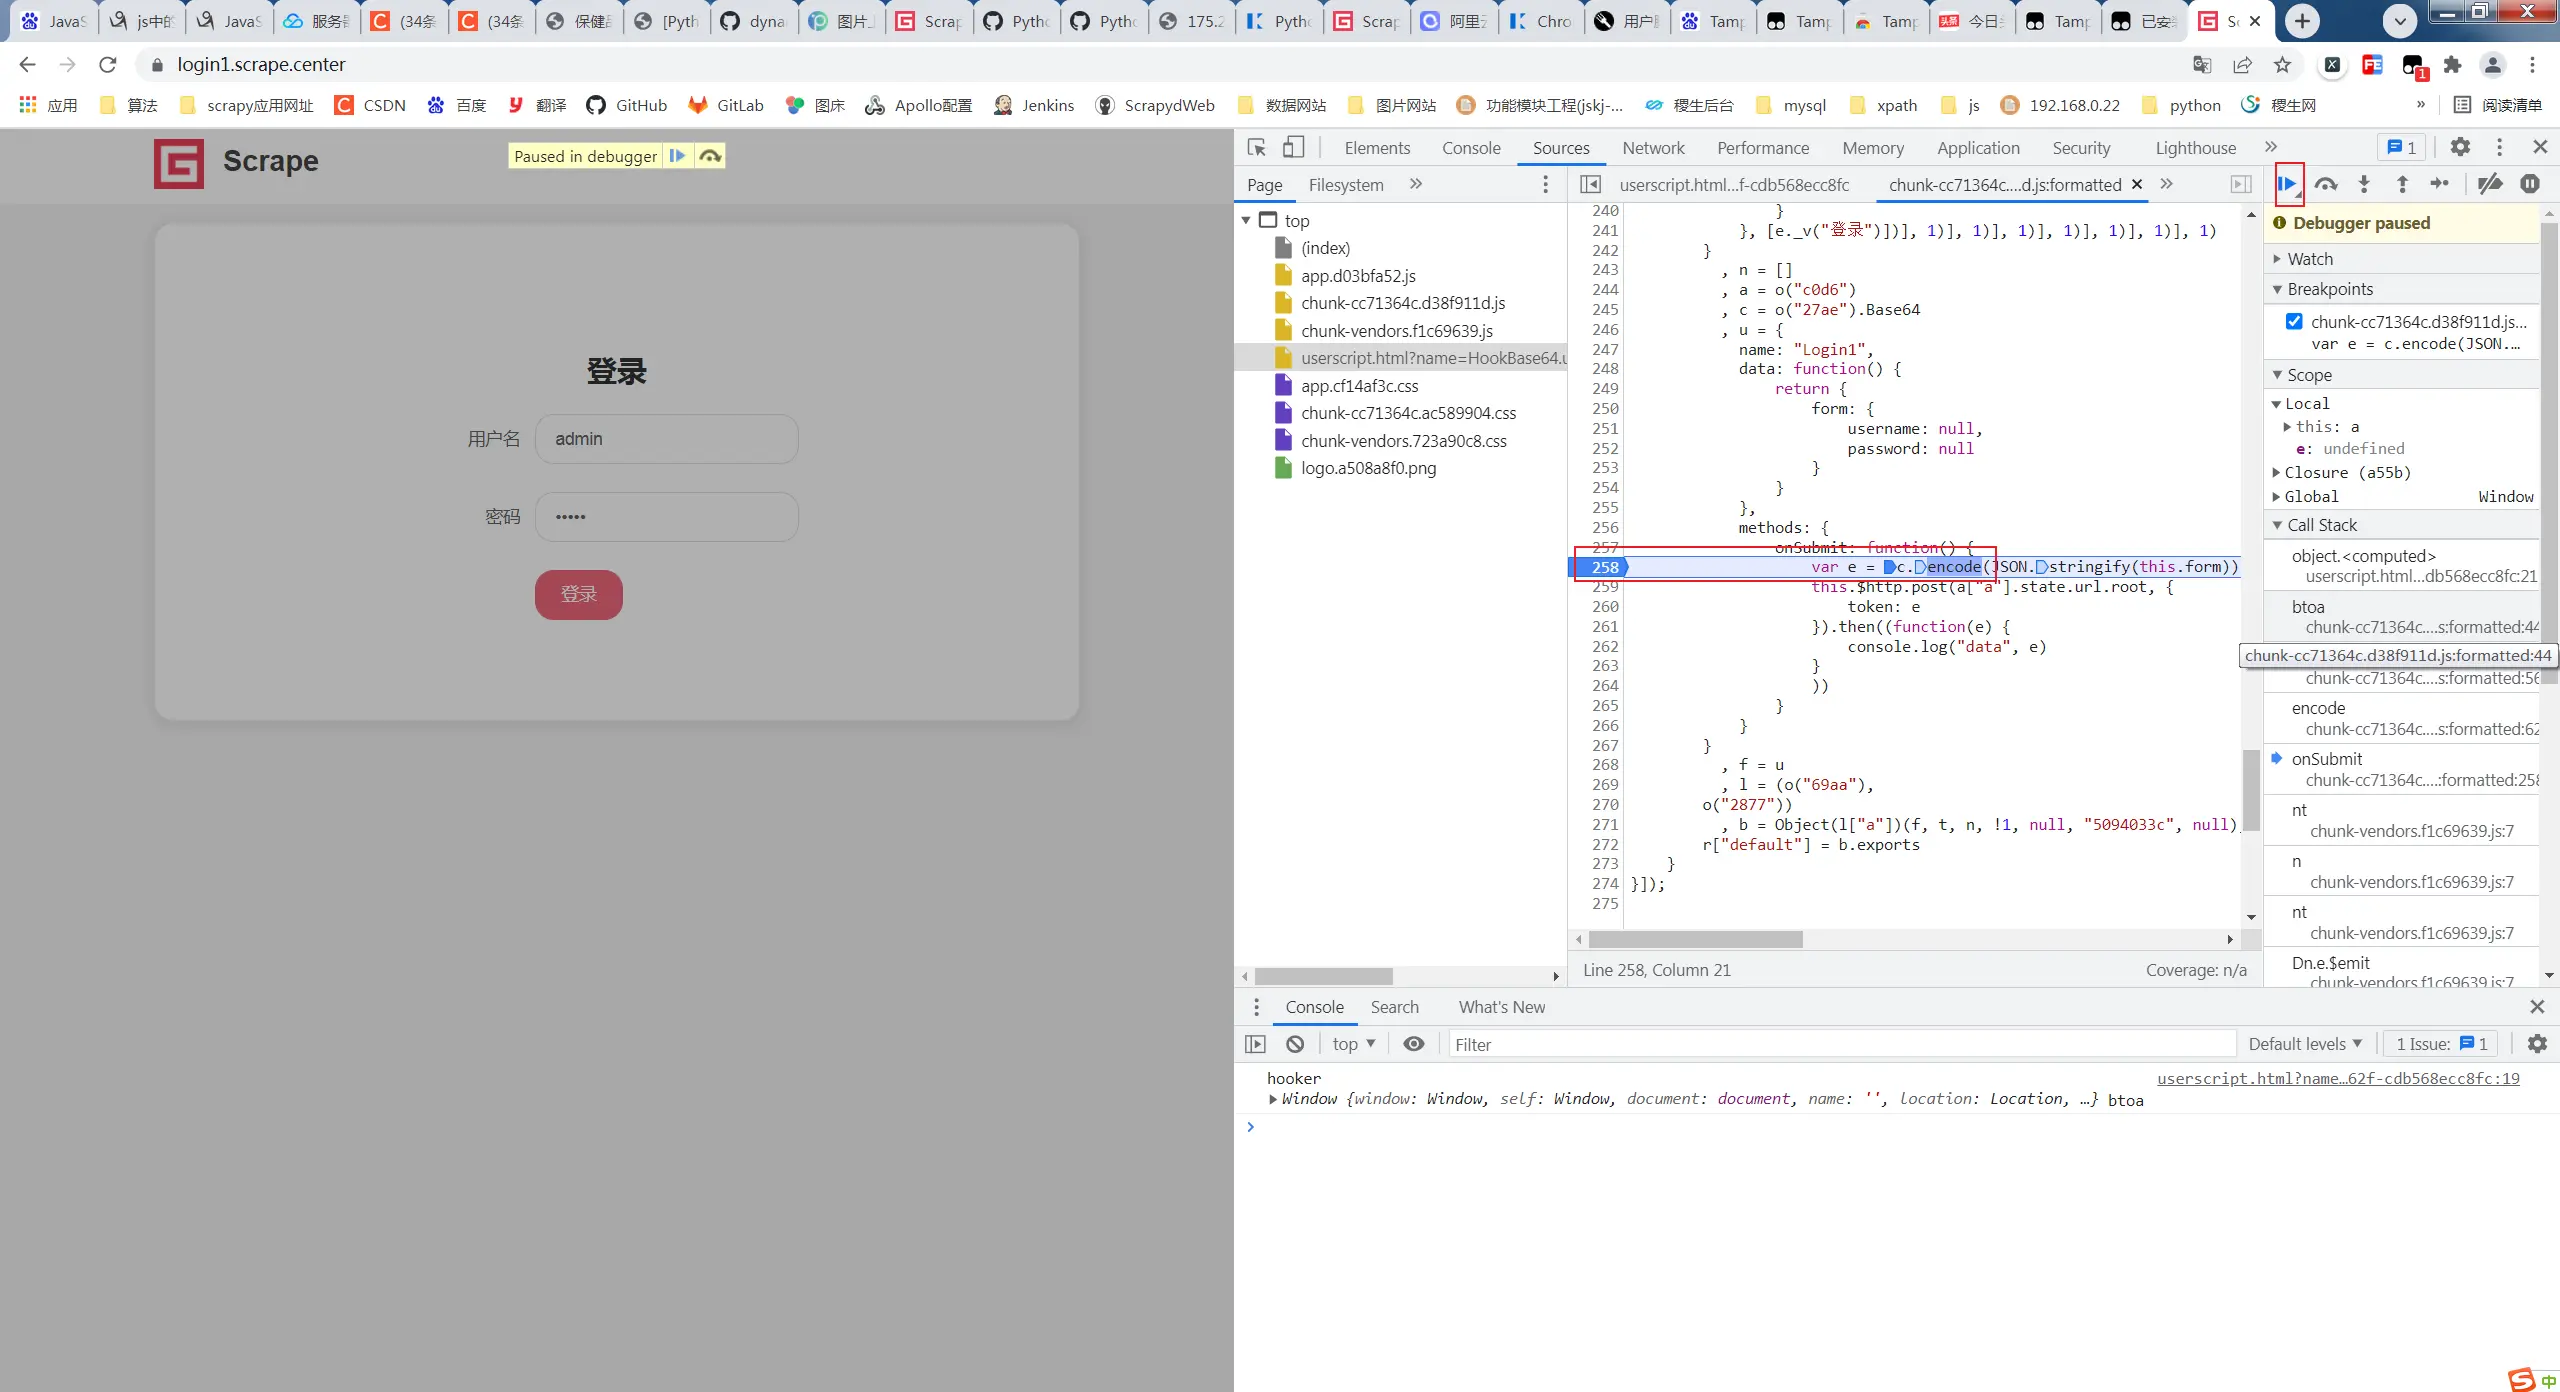 JavaS js中的 JavaS 服务器 (34条 (34条 保健品 [Pyth dyna 图片上 Scrap Pytho Pytho 175.2 Pytho Scrap 阿里云 Chro Tamp Tamp Tamp 今日头 Tamp 已安装
login1.scrape.center
应用 算法 scrapy应用网址 CSDN 百度 翻译 GitHub GitLab 图床 Apollo配置 Jenkins ScrapydWeb 数据网站 图片网站 功能模块工程(jskj-... 稷生后台 mysql xpath js 192.168.0.22 python 稷生网 » 阅读清单
Scrape
Paused in debugger
登录
用户名 admin
密码 •••••
登录
Elements Console Sources Network Performance Memory Application Security Lighthouse » 1
Page Filesystem »
top
(index)
app.d03bfa52.js
chunk-cc71364c.d38f911d.js
chunk-vendors.f1c69639.js
userscript.html?name=HookBase64.u
app.cf14af3c.css
chunk-cc71364c.ac589904.css
chunk-vendors.723a90c8.css
logo.a508a8f0.png
userscript.html...f-cdb568ecc8fc chunk-cc71364c....d.js:formatted × »
240 }
241 }, [e._v("登录")])], 1)], 1)], 1)], 1)], 1)], 1)], 1)
242 }
243 , n = []
244 , a = o("c0d6")
245 , c = o("27ae").Base64
246 , u = {
247 name: "Login1",
248 data: function() {
249 return {
250 form: {
251 username: null,
252 password: null
253 }
254 }
255 },
256 methods: {
257 onSubmit: function() {
258 var e = c.encode(JSON.stringify(this.form))
259 this.$http.post(a["a"].state.url.root, {
260 token: e
261 }).then((function(e) {
262 console.log("data", e)
263 }
264 ))
265 }
266 }
267 }
268 , f = u
269 , l = (o("69aa"),
270 o("2877"))
271 , b = Object(l["a"])(f, t, n, !1, null, "5094033c", null)
272 r["default"] = b.exports
273 }
274 }]);
275
Line 258, Column 21 Coverage: n/a
Debugger paused
Watch
Breakpoints
chunk-cc71364c.d38f911d.js...
var e = c.encode(JSON....
Scope
Local
this: a
e: undefined
Closure (a55b)
Global Window
Call Stack
object.<computed>
userscript.html...db568ecc8fc:21
btoa
chunk-cc71364c....s:formatted:44
chunk-cc71364c.d38f911d.js:formatted:44
chunk-cc71364c....s:formatted:56
encode
chunk-cc71364c....s:formatted:62
onSubmit
chunk-cc71364c....:formatted:258
nt
chunk-vendors.f1c69639.js:7
n
chunk-vendors.f1c69639.js:7
nt
chunk-vendors.f1c69639.js:7
Dn.e.$emit
chunk-vendors.f1c69639.js:7
Console Search What's New
top Filter Default levels 1 Issue: 1
hooker userscript.html?name…62f-cdb568ecc8fc:19
Window {window: Window, self: Window, document: document, name: '', location: Location, …} btoa
中